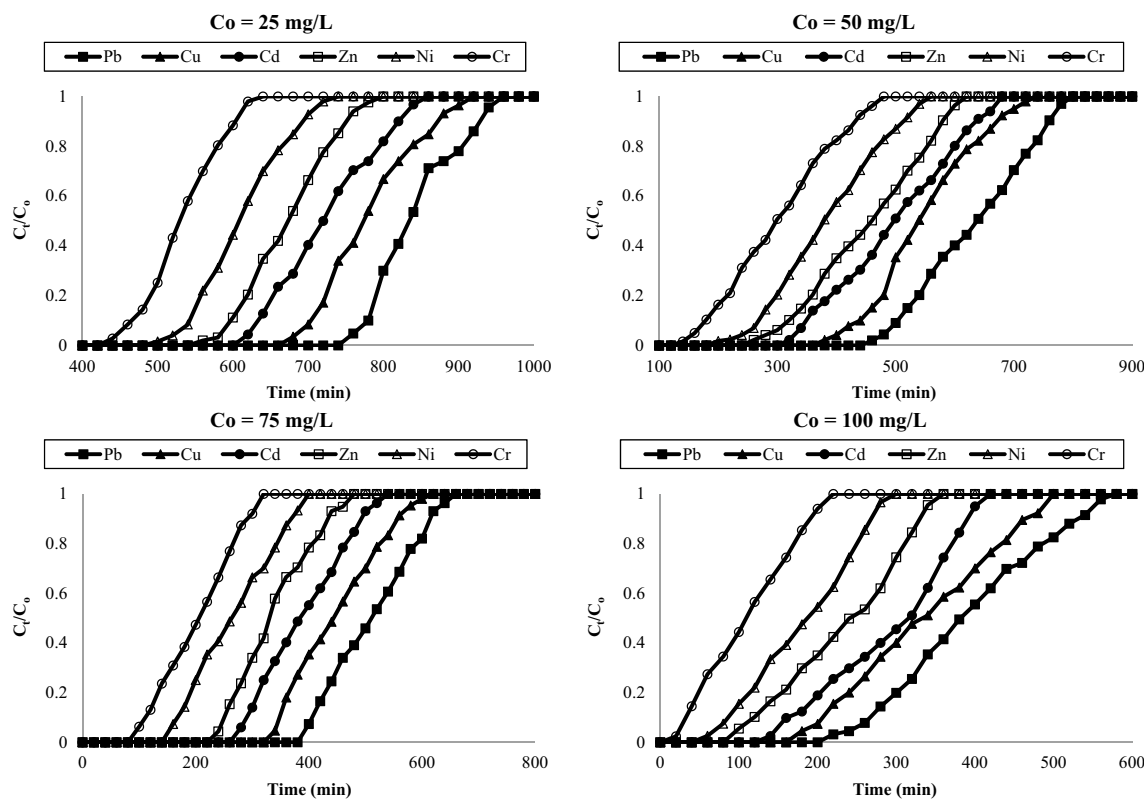 Co = 25 mg/L
Pb Cu Cd Zn Ni Cr
1
0.8
0.6
0.4
0.2
0
Ct/Co
400 500 600 700 800 900 1000
Time (min)
Co = 50 mg/L
Pb Cu Cd Zn Ni Cr
1
0.8
0.6
0.4
0.2
0
Ct/Co
100 300 500 700 900
Time (min)
Co = 75 mg/L
Pb Cu Cd Zn Ni Cr
1
0.8
0.6
0.4
0.2
0
Ct/Co
0 200 400 600 800
Time (min)
Co = 100 mg/L
Pb Cu Cd Zn Ni Cr
1
0.8
0.6
0.4
0.2
0
Ct/Co
0 100 200 300 400 500 600
Time (min)